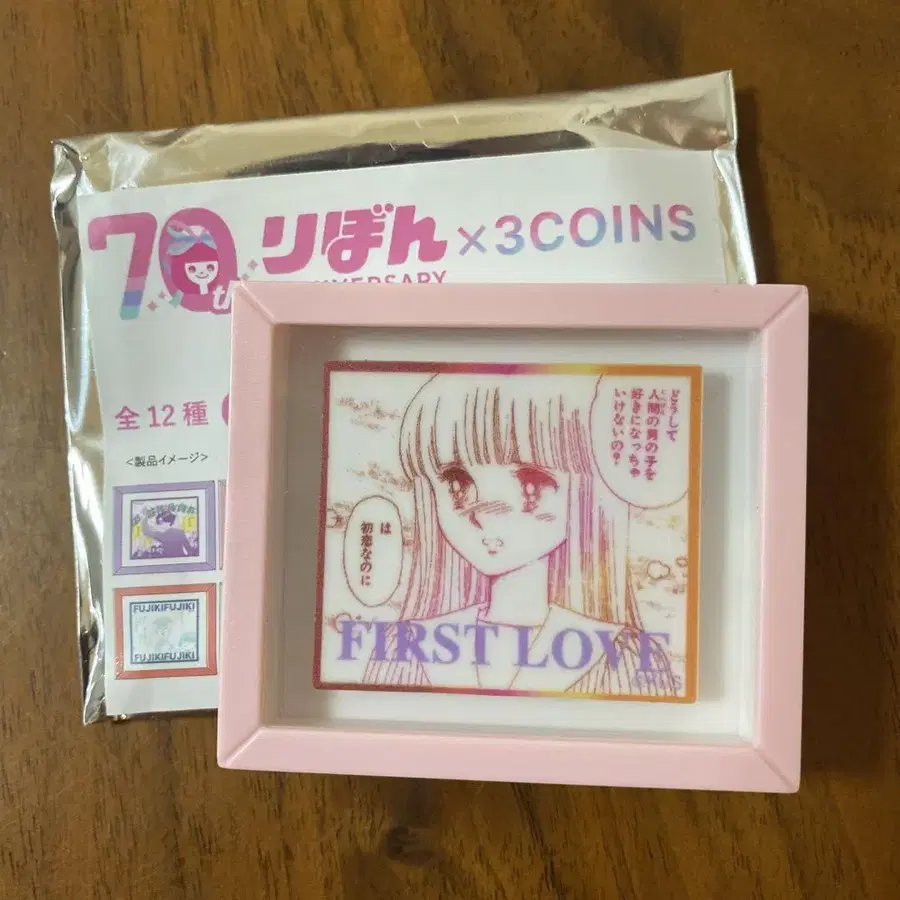 70th
りぼん × 3COINS
ANNIVERSARY
全12種
<製品イメージ>
FUJIKIFUJIKI
FUJIKIFUJIKI
どうして
人間の男の子を
好きになっちゃ
いけないの?
は
初恋なのに
FIRST LOVE